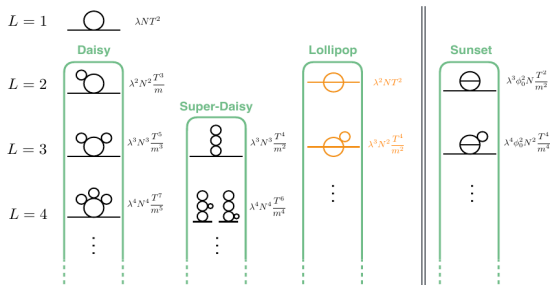 L = 1 λNT²
Daisy Lollipop Sunset
L = 2 λ²N² T³/m λ²NT² λ³φ₀²N T²/m²
Super-Daisy
L = 3 λ³N³ T⁵/m³ λ³N³ T⁴/m² λ³N² T⁴/m² λ⁴φ₀²N² T⁴/m⁴
L = 4 λ⁴N⁴ T⁷/m⁵ λ⁴N⁴ T⁶/m⁴